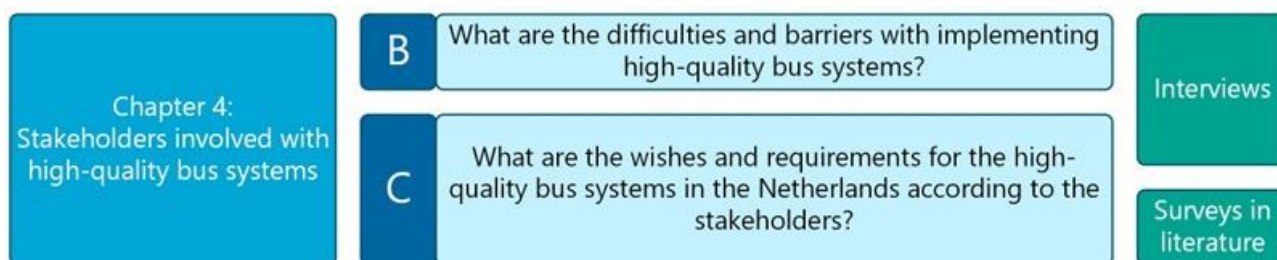 Chapter 4:
Stakeholders involved with
high-quality bus systems
B
What are the difficulties and barriers with implementing
high-quality bus systems?
C
What are the wishes and requirements for the high-
quality bus systems in the Netherlands according to the
stakeholders?
Interviews
Surveys in
literature